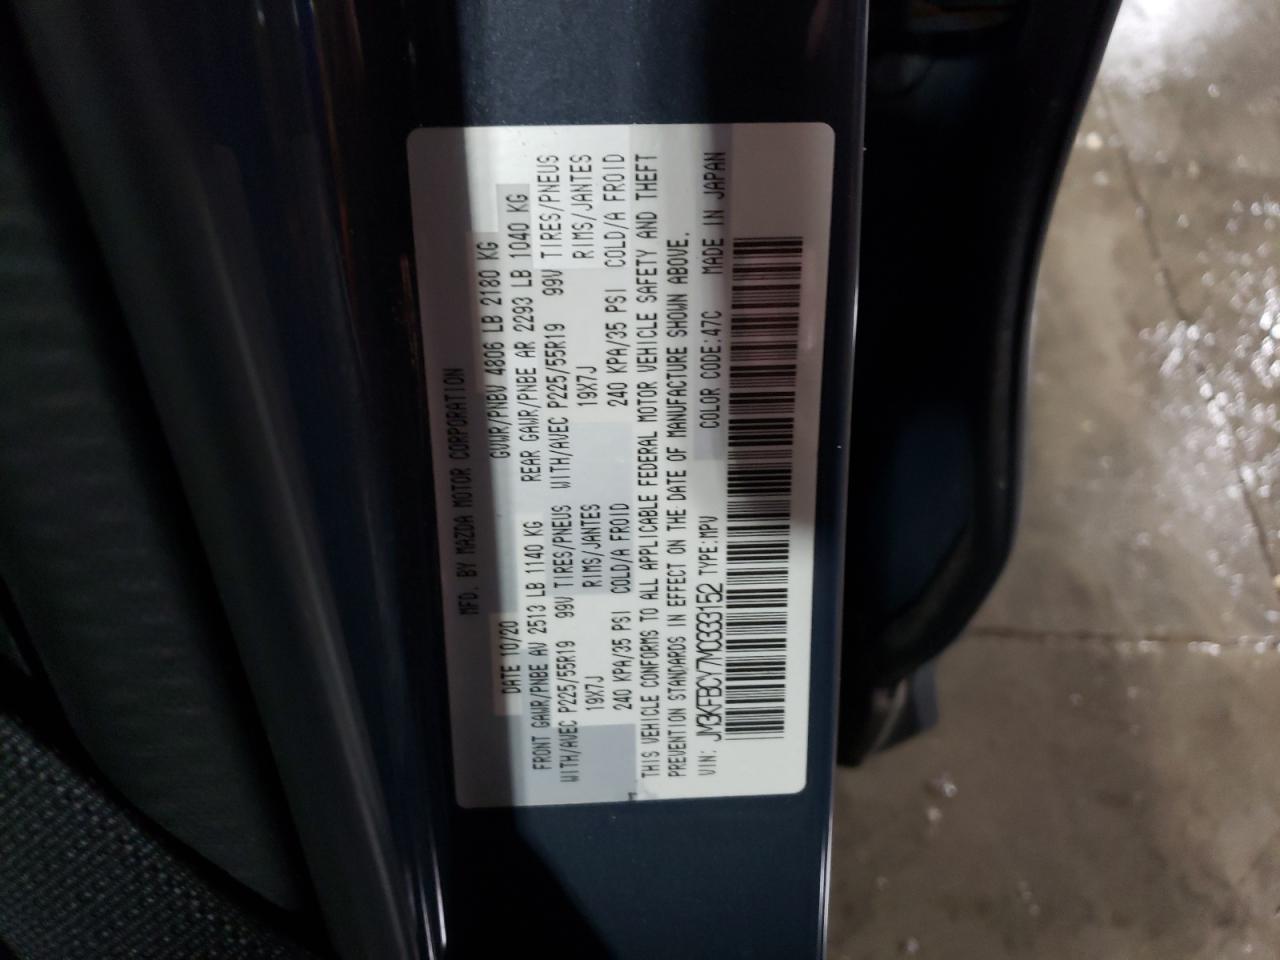 MFD. BY MAZDA MOTOR CORPORATION
DATE 10/20 GVWR/PNBV 4806 LB 2180 KG
FRONT GAWR/PNBE AV 2513 LB 1140 KG REAR GAWR/PNBE AR 2293 LB 1040 KG
WITH/AVEC P225/55R19 99V TIRES/PNEUS WITH/AVEC P225/55R19 99V TIRES/PNEUS
19X7J RIMS/JANTES 19X7J RIMS/JANTES
240 KPA/35 PSI COLD/A FROID 240 KPA/35 PSI COLD/A FROID
THIS VEHICLE CONFORMS TO ALL APPLICABLE FEDERAL MOTOR VEHICLE SAFETY AND THEFT
PREVENTION STANDARDS IN EFFECT ON THE DATE OF MANUFACTURE SHOWN ABOVE.
VIN: JM3KFBCY7M0333152 TYPE:MPV COLOR CODE:47C MADE IN JAPAN